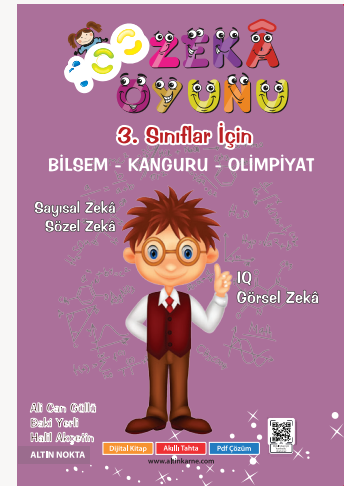 ZEKÂ
OYUNU
3. Sınıflar İçin
BİLSEM - KANGURU - OLİMPİYAT
Sayısal Zekâ
Sözel Zekâ
IQ
Görsel Zekâ
Ali Can Güllü
Baki Yerli
Halil Akçetin
ALTIN NOKTA
Dijital Kitap
Akıllı Tahta
Pdf Çözüm
www.altinkarne.com